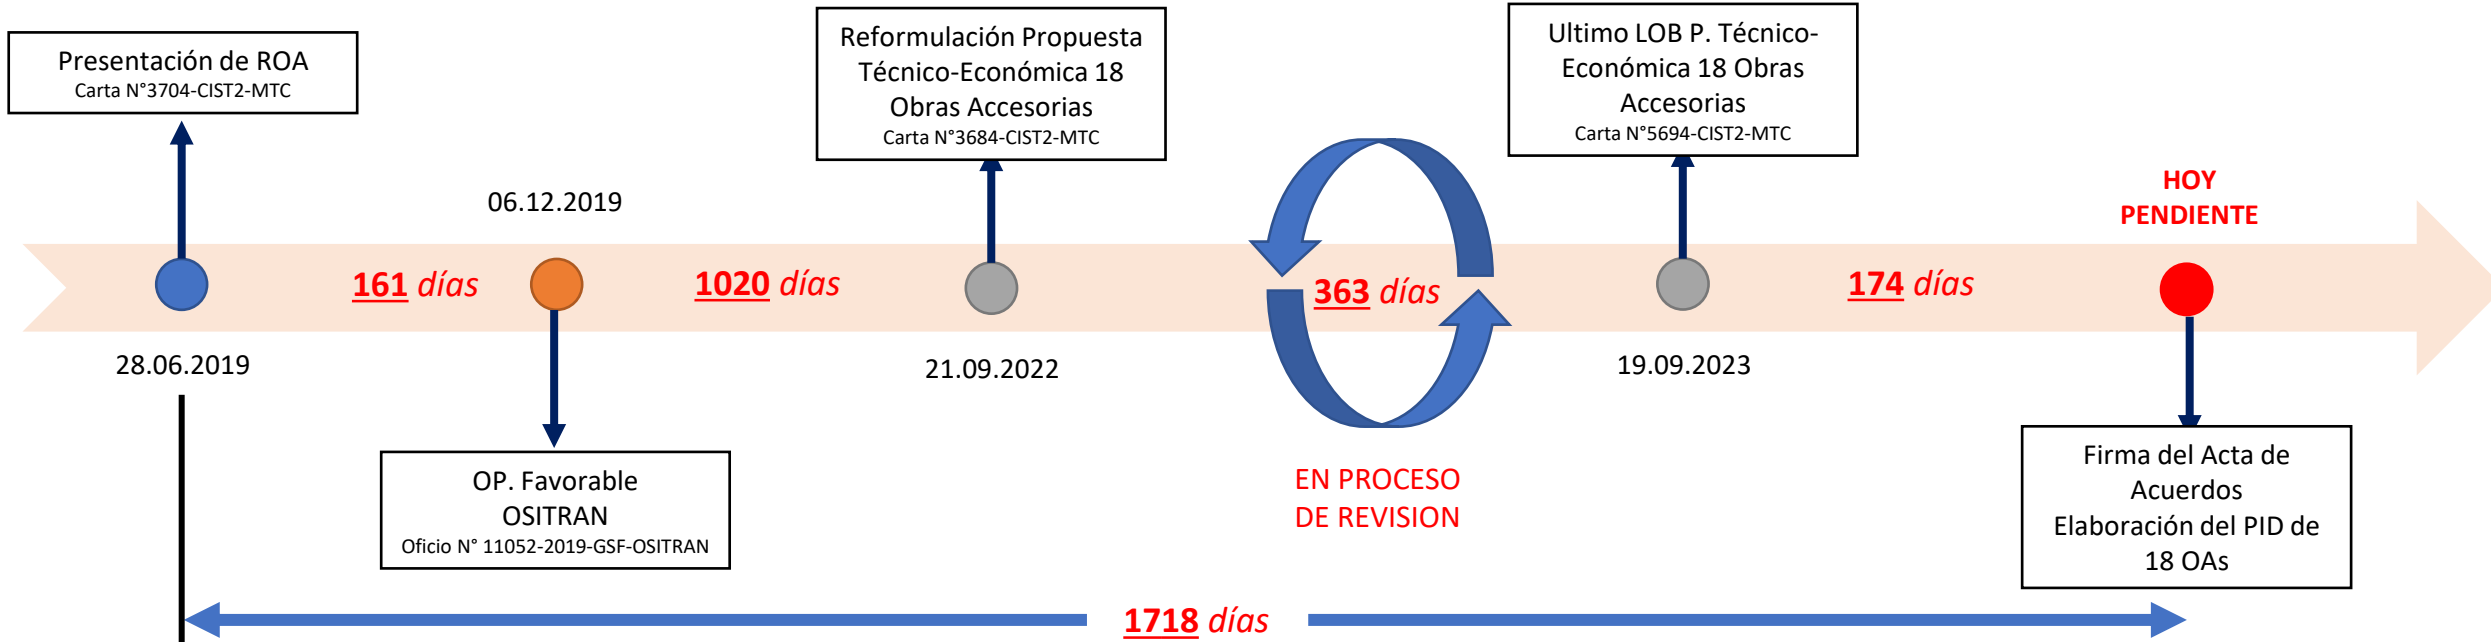 Presentación de ROA
Carta N°3704-CIST2-MTC
Reformulación Propuesta
Técnico-Económica 18
Obras Accesorias
Carta N°3684-CIST2-MTC
Ultimo LOB P. Técnico-
Económica 18 Obras
Accesorias
Carta N°5694-CIST2-MTC
06.12.2019
HOY
PENDIENTE
161 días
1020 días
363 días
174 días
28.06.2019
21.09.2022
19.09.2023
OP. Favorable
OSITRAN
Oficio N° 11052-2019-GSF-OSITRAN
EN PROCESO
DE REVISION
Firma del Acta de
Acuerdos
Elaboración del PID de
18 OAs
1718 días